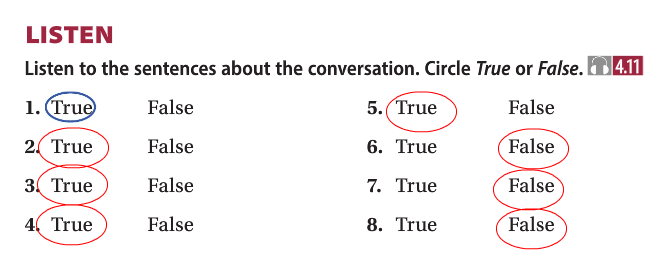 LISTEN
Listen to the sentences about the conversation. Circle True or False. 4.11
1. True False 5. True False
2. True False 6. True False
3. True False 7. True False
4. True False 8. True False